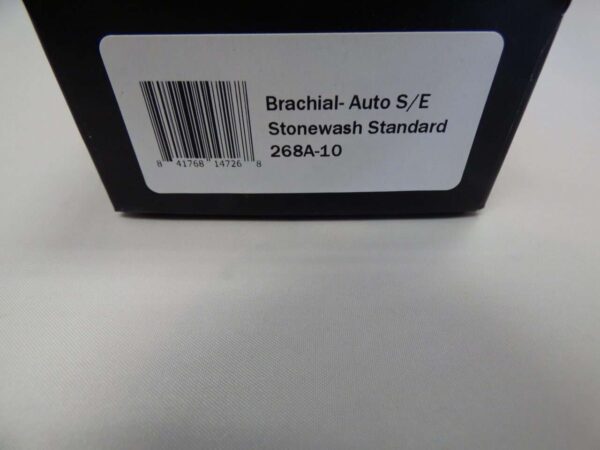 Brachial- Auto S/E
Stonewash Standard
268A-10
8 41768 14726 8